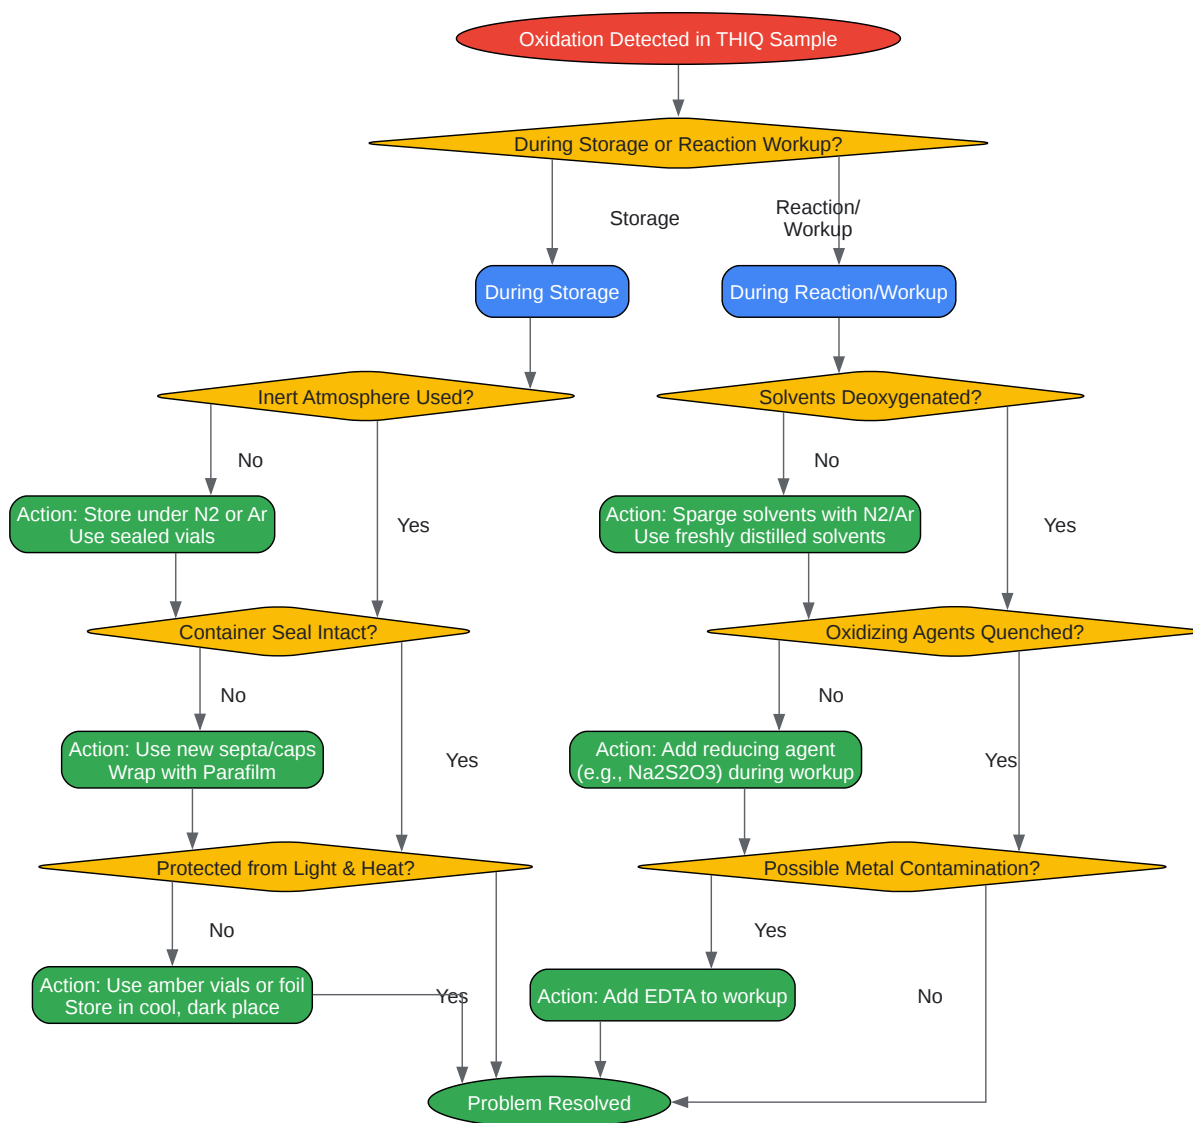 Oxidation Detected in THIQ Sample
During Storage or Reaction Workup?
Storage
Reaction/
Workup
During Storage
During Reaction/Workup
Inert Atmosphere Used?
Solvents Deoxygenated?
No
No
Action: Store under N2 or Ar
Use sealed vials
Yes
Action: Sparge solvents with N2/Ar
Use freshly distilled solvents
Yes
Container Seal Intact?
Oxidizing Agents Quenched?
No
No
Action: Use new septa/caps
Wrap with Parafilm
Yes
Action: Add reducing agent
(e.g., Na2S2O3) during workup
Yes
Protected from Light & Heat?
Possible Metal Contamination?
No
Yes
Action: Use amber vials or foil
Store in cool, dark place
Yes
Action: Add EDTA to workup
No
Problem Resolved